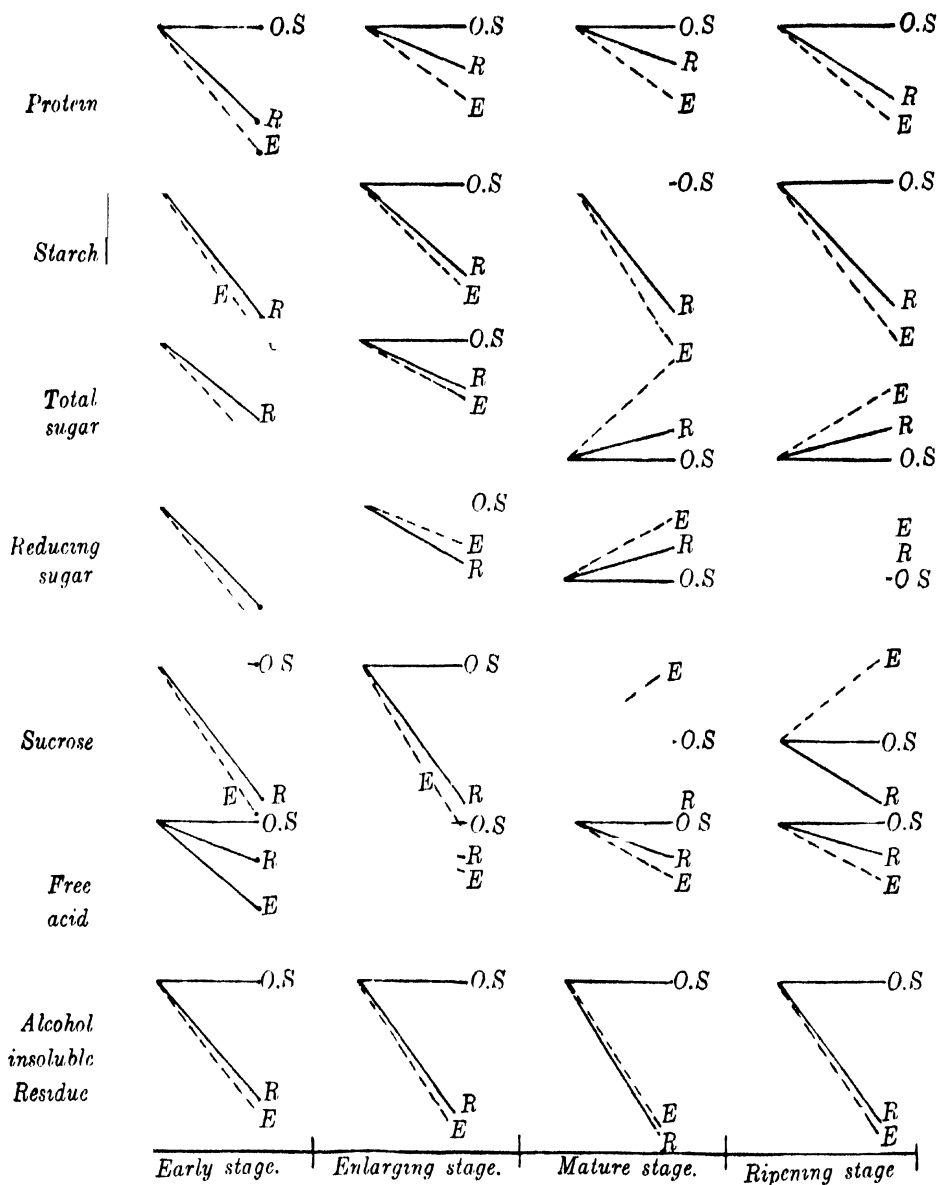 O.S O.S O.S O.S
R R R R
Protein E E E E
O.S -O.S O.S
Starch E R R R R
E E E
O.S
Total sugar R R E E
E R R
O.S O.S
O.S E E
Reducing sugar E R R
R O.S -O S
-O S O S E E
Sucrose O.S O.S
E R E R R R
O.S O.S O S O.S
R R R R
Free acid E E E E
O.S O.S O.S O.S
Alcohol
insoluble
Residue R R E R
E E R E
Early stage. Enlarging stage. Mature stage. Ripening stage